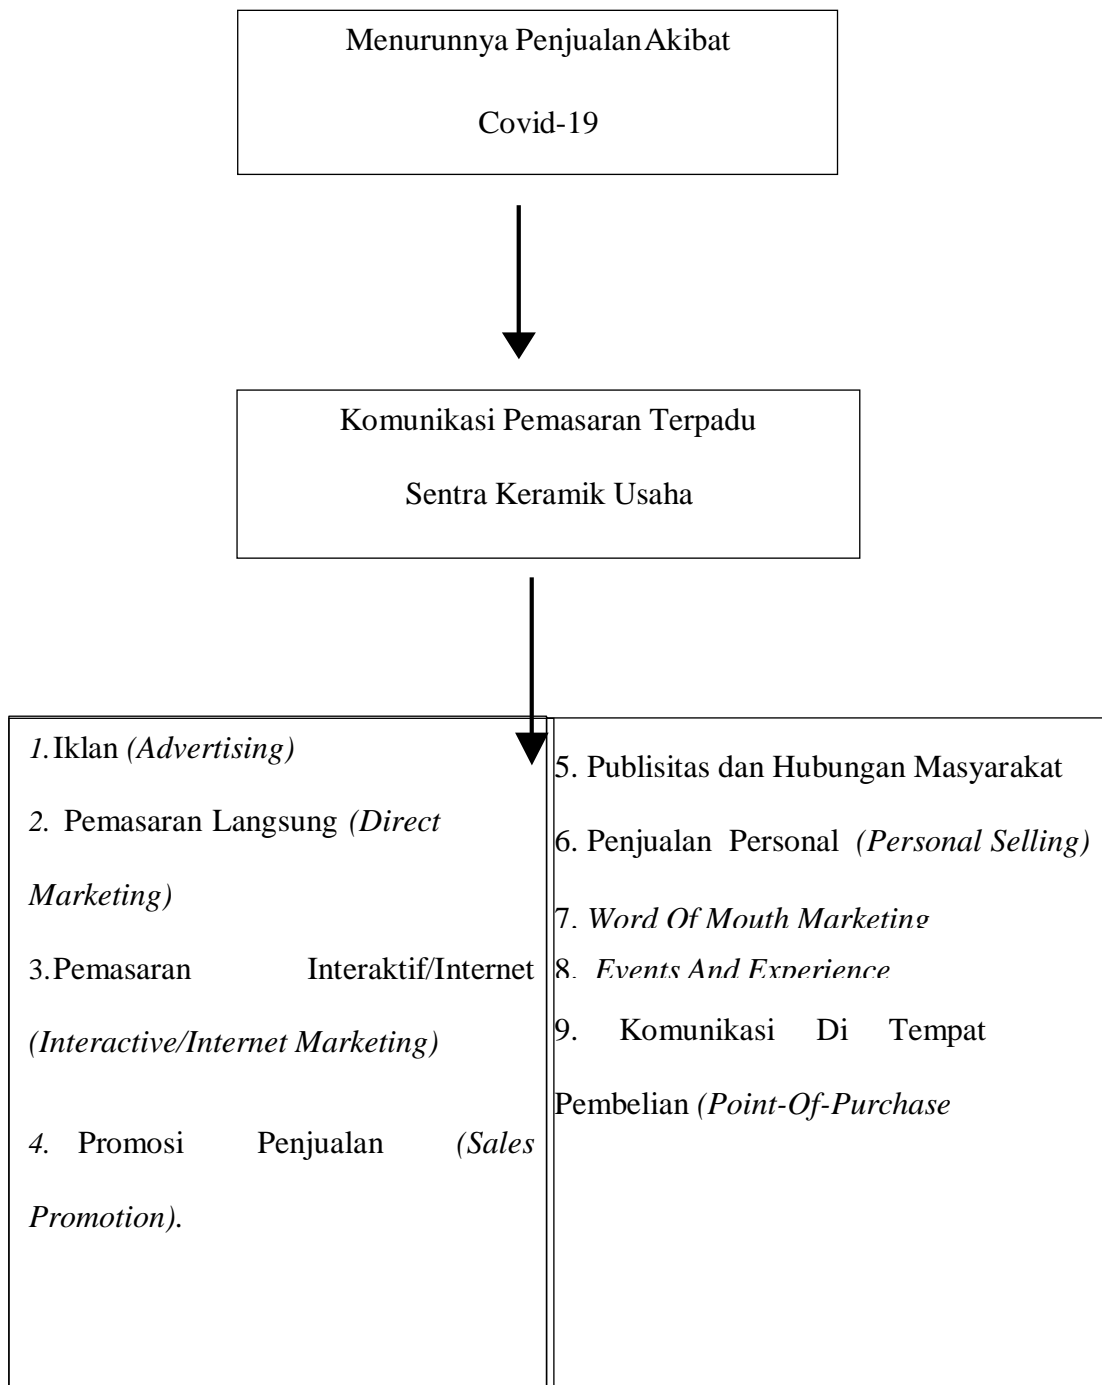 Menurunnya Penjualan Akibat
Covid-19
Komunikasi Pemasaran Terpadu
Sentra Keramik Usaha
1. Iklan (Advertising)
2. Pemasaran Langsung (Direct
Marketing)
3. Pemasaran Interaktif/Internet
(Interactive/Internet Marketing)
4. Promosi Penjualan (Sales
Promotion).
5. Publisitas dan Hubungan Masyarakat
6. Penjualan Personal (Personal Selling)
7. Word Of Mouth Marketing
8. Events And Experience
9. Komunikasi Di Tempat
Pembelian (Point-Of-Purchase